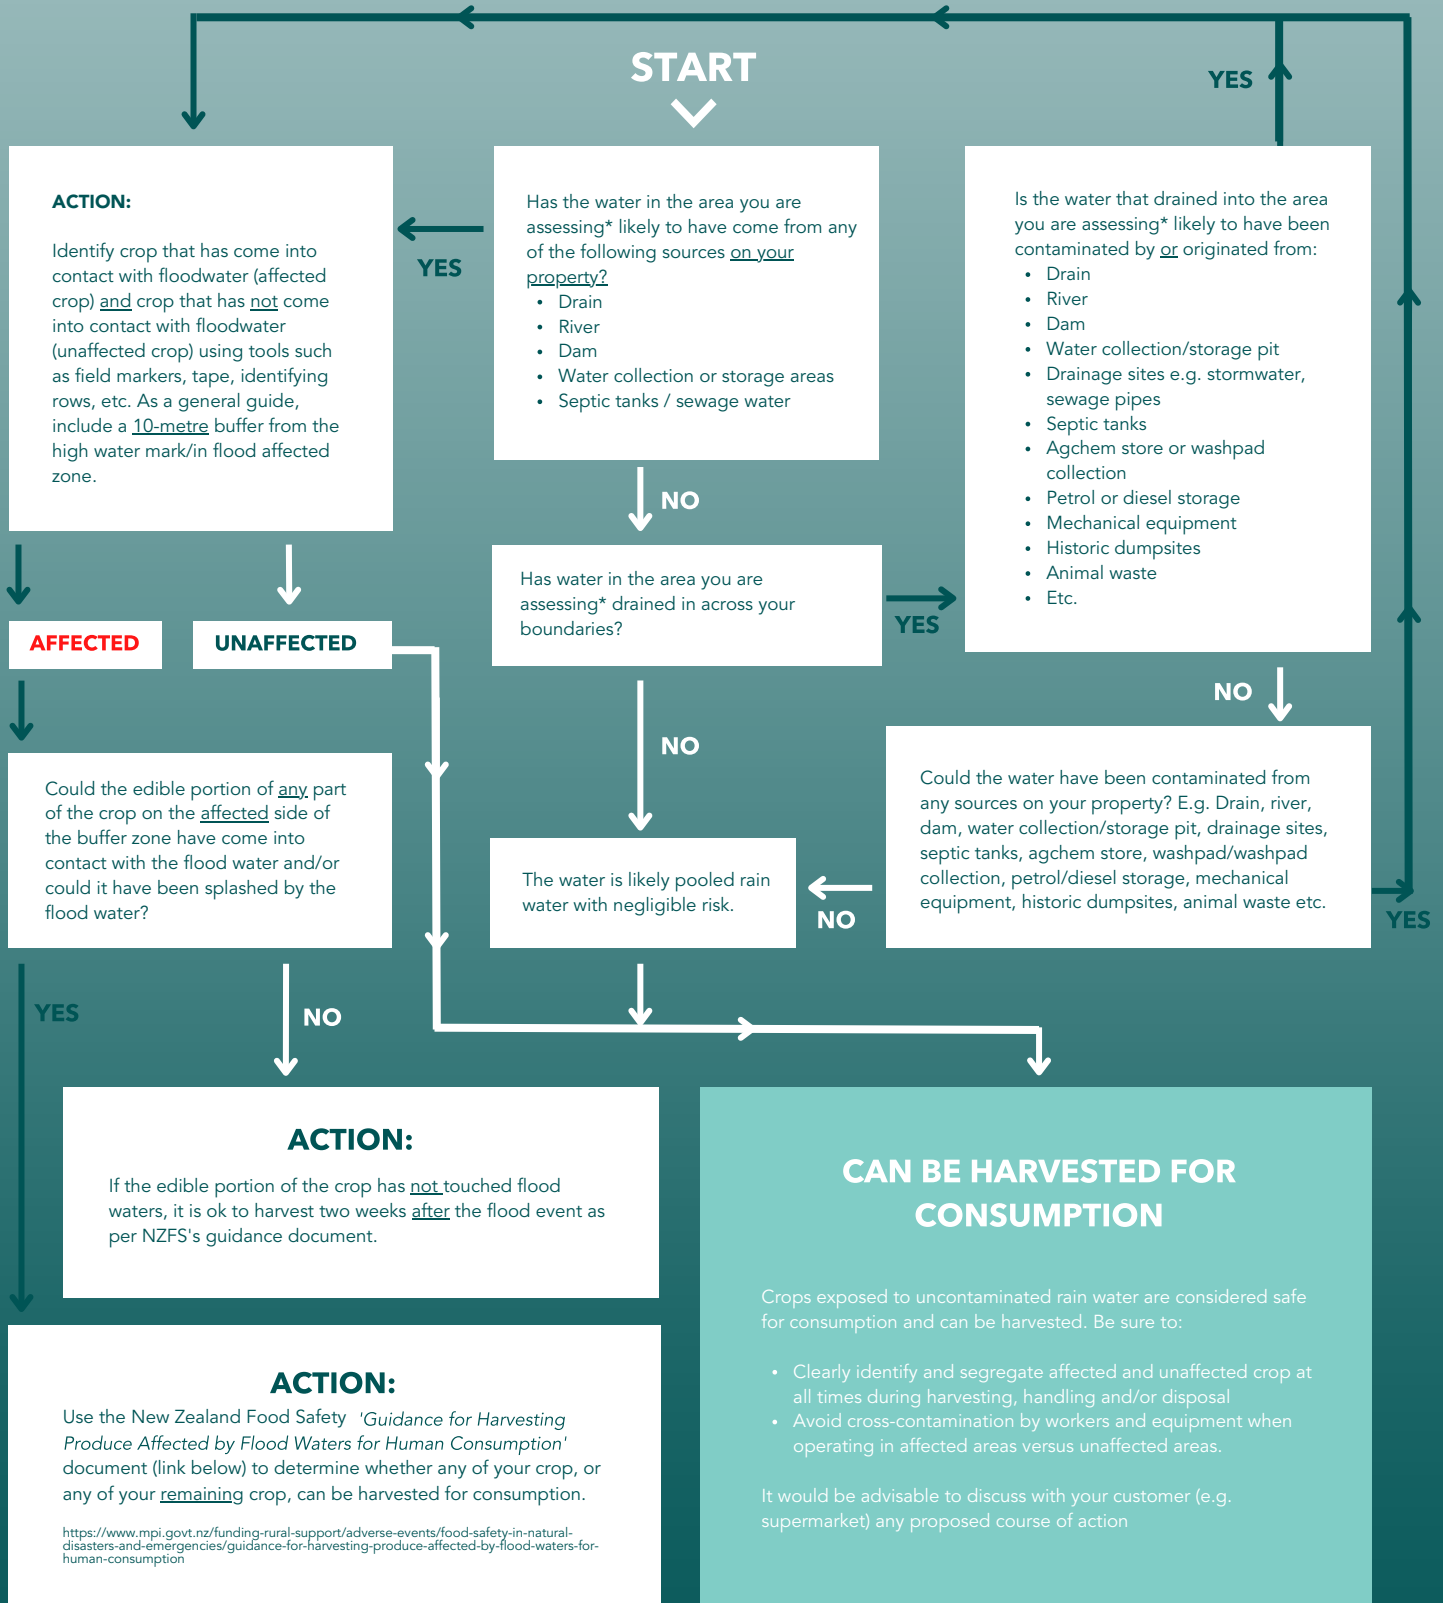 START
YES
ACTION:
Identify crop that has come into
contact with floodwater (affected
crop) and crop that has not come
into contact with floodwater
(unaffected crop) using tools such
as field markers, tape, identifying
rows, etc. As a general guide,
include a 10-metre buffer from the
high water mark/in flood affected
zone.
YES
Has the water in the area you are
assessing* likely to have come from any
of the following sources on your
property?
• Drain
• River
• Dam
• Water collection or storage areas
• Septic tanks / sewage water
Is the water that drained into the area
you are assessing* likely to have been
contaminated by or originated from:
• Drain
• River
• Dam
• Water collection/storage pit
• Drainage sites e.g. stormwater,
sewage pipes
• Septic tanks
• Agchem store or washpad
collection
• Petrol or diesel storage
• Mechanical equipment
• Historic dumpsites
• Animal waste
• Etc.
NO
Has water in the area you are
assessing* drained in across your
boundaries?
YES
AFFECTED
UNAFFECTED
NO
NO
Could the edible portion of any part
of the crop on the affected side of
the buffer zone have come into
contact with the flood water and/or
could it have been splashed by the
flood water?
Could the water have been contaminated from
any sources on your property? E.g. Drain, river,
dam, water collection/storage pit, drainage sites,
septic tanks, agchem store, washpad/washpad
collection, petrol/diesel storage, mechanical
equipment, historic dumpsites, animal waste etc.
The water is likely pooled rain
water with negligible risk.
NO
YES
YES
NO
ACTION:
If the edible portion of the crop has not touched flood
waters, it is ok to harvest two weeks after the flood event as
per NZFS's guidance document.
ACTION:
Use the New Zealand Food Safety 'Guidance for Harvesting
Produce Affected by Flood Waters for Human Consumption'
document (link below) to determine whether any of your crop, or
any of your remaining crop, can be harvested for consumption.
https://www.mpi.govt.nz/funding-rural-support/adverse-events/food-safety-in-natural-
disasters-and-emergencies/guidance-for-harvesting-produce-affected-by-flood-waters-for-
human-consumption
CAN BE HARVESTED FOR
CONSUMPTION
Crops exposed to uncontaminated rain water are considered safe
for consumption and can be harvested. Be sure to:
• Clearly identify and segregate affected and unaffected crop at
all times during harvesting, handling and/or disposal
• Avoid cross-contamination by workers and equipment when
operating in affected areas versus unaffected areas.
It would be advisable to discuss with your customer (e.g.
supermarket) any proposed course of action